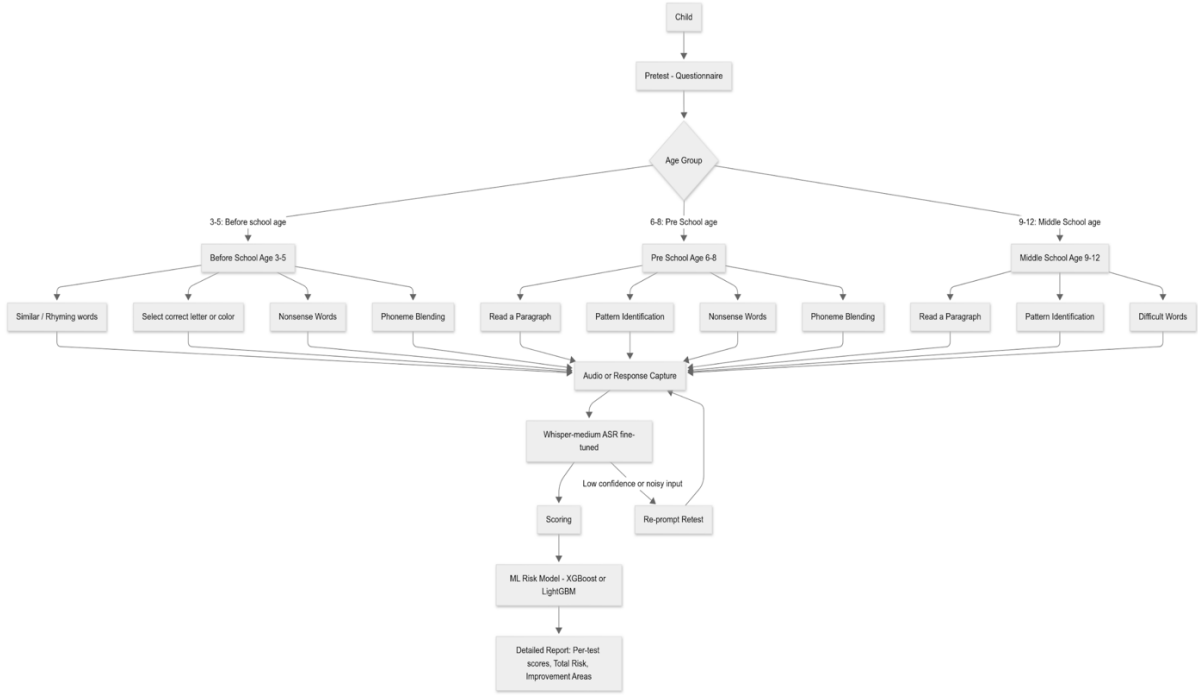 Child
Pretest - Questionnaire
Age Group
3-5: Before school age
6-8: Pre School age
9-12: Middle School age
Before School Age 3-5
Pre School Age 6-8
Middle School Age 9-12
Similar / Rhyming words
Select correct letter or color
Nonsense Words
Phoneme Blending
Read a Paragraph
Pattern Identification
Nonsense Words
Phoneme Blending
Read a Paragraph
Pattern Identification
Difficult Words
Audio or Response Capture
Whisper-medium ASR fine-
tuned
Low confidence or noisy input
Scoring
Re-prompt Retest
ML Risk Model - XGBoost or
LightGBM
Detailed Report: Per-test
scores, Total Risk,
Improvement Areas